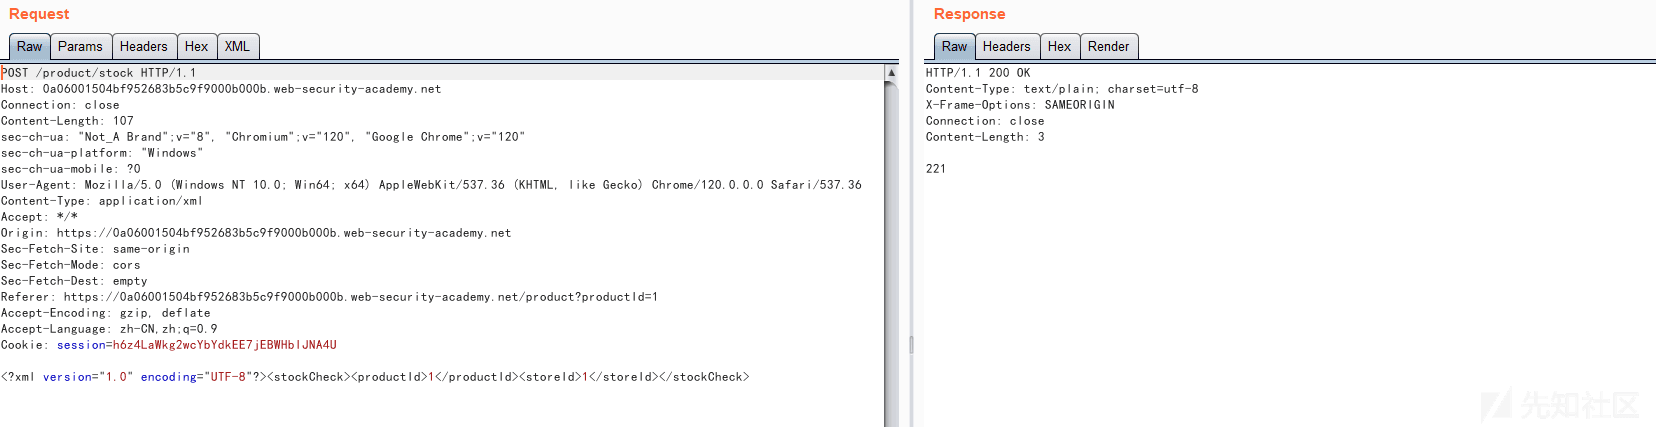 Request
Raw Params Headers Hex XML
POST /product/stock HTTP/1.1
Host: 0a06001504bf952683b5c9f9000b000b.web-security-academy.net
Connection: close
Content-Length: 107
sec-ch-ua: "Not_A Brand";v="8", "Chromium";v="120", "Google Chrome";v="120"
sec-ch-ua-platform: "Windows"
sec-ch-ua-mobile: ?0
User-Agent: Mozilla/5.0 (Windows NT 10.0; Win64; x64) AppleWebKit/537.36 (KHTML, like Gecko) Chrome/120.0.0.0 Safari/537.36
Content-Type: application/xml
Accept: */*
Origin: https://0a06001504bf952683b5c9f9000b000b.web-security-academy.net
Sec-Fetch-Site: same-origin
Sec-Fetch-Mode: cors
Sec-Fetch-Dest: empty
Referer: https://0a06001504bf952683b5c9f9000b000b.web-security-academy.net/product?productId=1
Accept-Encoding: gzip, deflate
Accept-Language: zh-CN,zh;q=0.9
Cookie: session=h6z4LaWkg2wcYbYdkEE7jEBWHblJNA4U
<?xml version="1.0" encoding="UTF-8"?><stockCheck><productId>1</productId><storeId>1</storeId></stockCheck>
Response
Raw Headers Hex Render
HTTP/1.1 200 OK
Content-Type: text/plain; charset=utf-8
X-Frame-Options: SAMEORIGIN
Connection: close
Content-Length: 3
221
先知社区